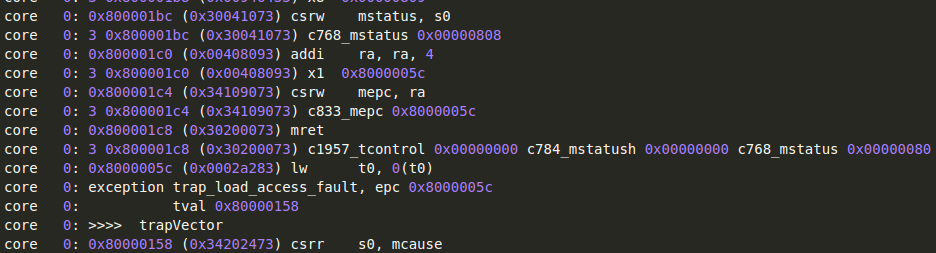 core   0: 0x800001bc (0x30041073) csrw    mstatus, s0
core   0: 3 0x800001bc (0x30041073) c768_mstatus 0x00000808
core   0: 0x800001c0 (0x00408093) addi    ra, ra, 4
core   0: 3 0x800001c0 (0x00408093) x1  0x8000005c
core   0: 0x800001c4 (0x34109073) csrw    mepc, ra
core   0: 3 0x800001c4 (0x34109073) c833_mepc 0x8000005c
core   0: 0x800001c8 (0x30200073) mret
core   0: 3 0x800001c8 (0x30200073) c1957_tcontrol 0x00000000 c784_mstatush 0x00000000 c768_mstatus 0x00000080
core   0: 0x8000005c (0x0002a283) lw      t0, 0(t0)
core   0: exception trap_load_access_fault, epc 0x8000005c
core   0:           tval 0x80000158
core   0: >>>>  trapVector
core   0: 0x80000158 (0x34202473) csrr    s0, mcause